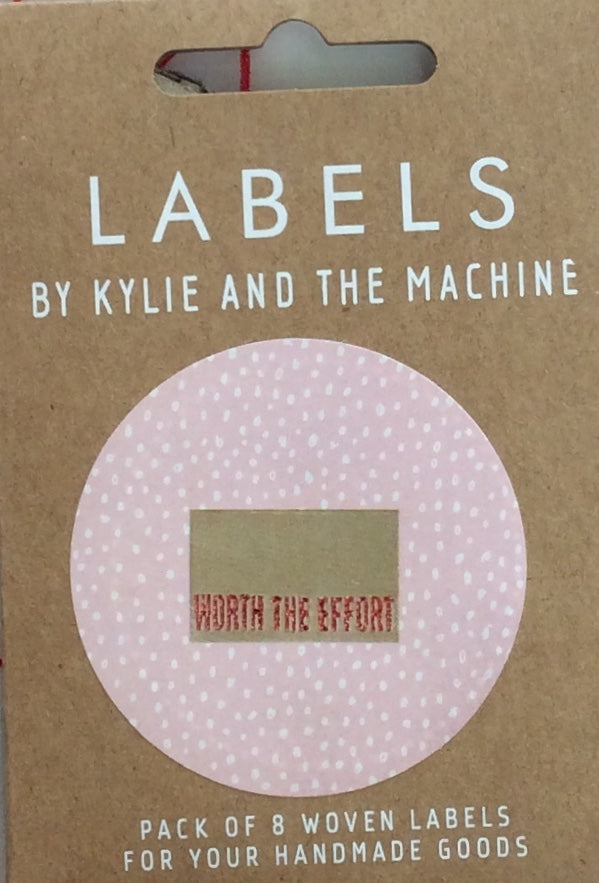 LABELS
BY KYLIE AND THE MACHINE
WORTH THE EFFORT
PACK OF 8 WOVEN LABELS
FOR YOUR HANDMADE GOODS